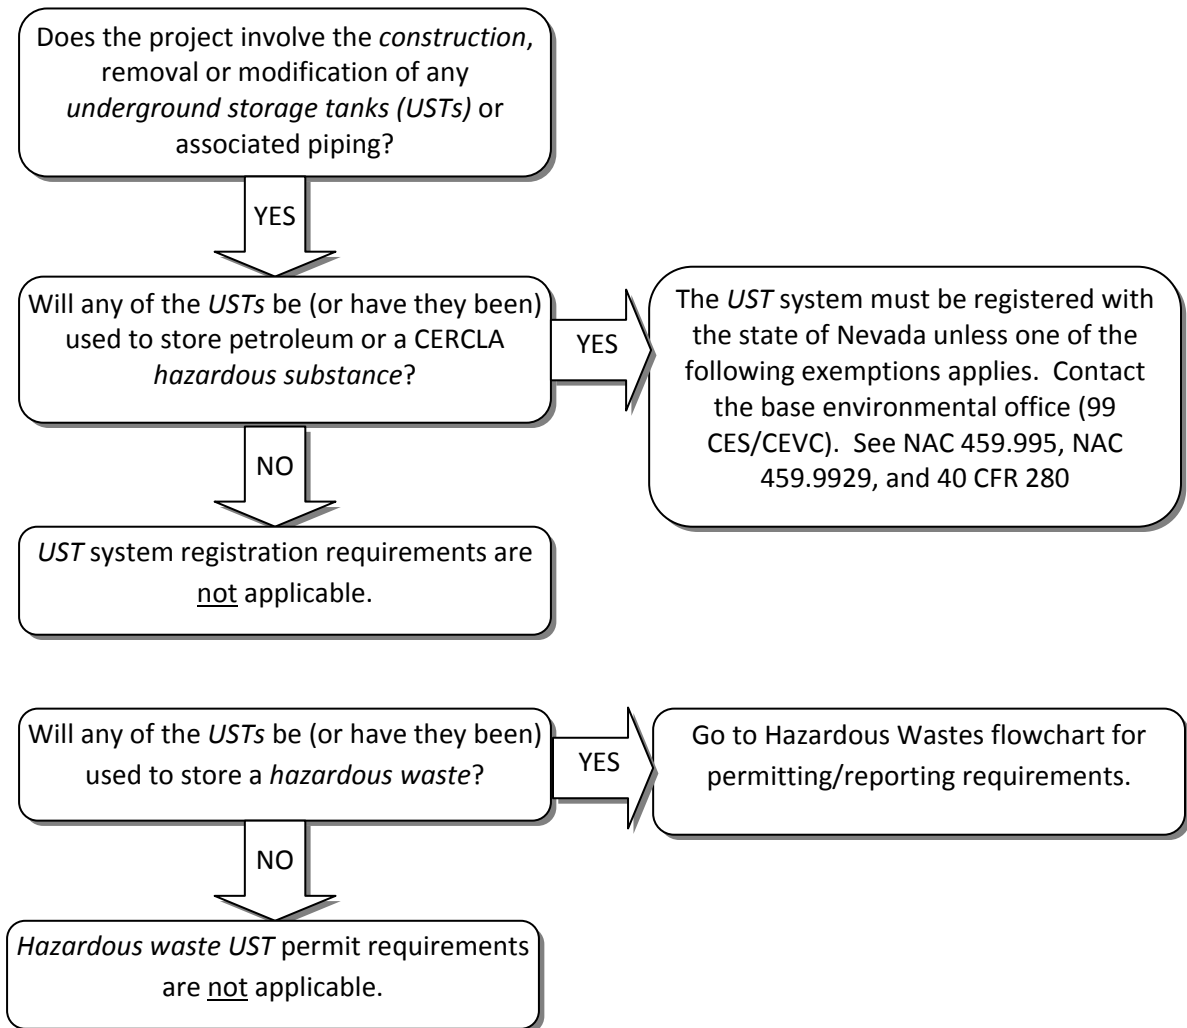 Does the project involve the construction,
removal or modification of any
underground storage tanks (USTs) or
associated piping?
YES
Will any of the USTs be (or have they been)
used to store petroleum or a CERCLA
hazardous substance?
YES
The UST system must be registered with
the state of Nevada unless one of the
following exemptions applies.  Contact
the base environmental office (99
CES/CEVC).  See NAC 459.995, NAC
459.9929, and 40 CFR 280
NO
UST system registration requirements are
not applicable.
Will any of the USTs be (or have they been)
used to store a hazardous waste?
YES
Go to Hazardous Wastes flowchart for
permitting/reporting requirements.
NO
Hazardous waste UST permit requirements
are not applicable.